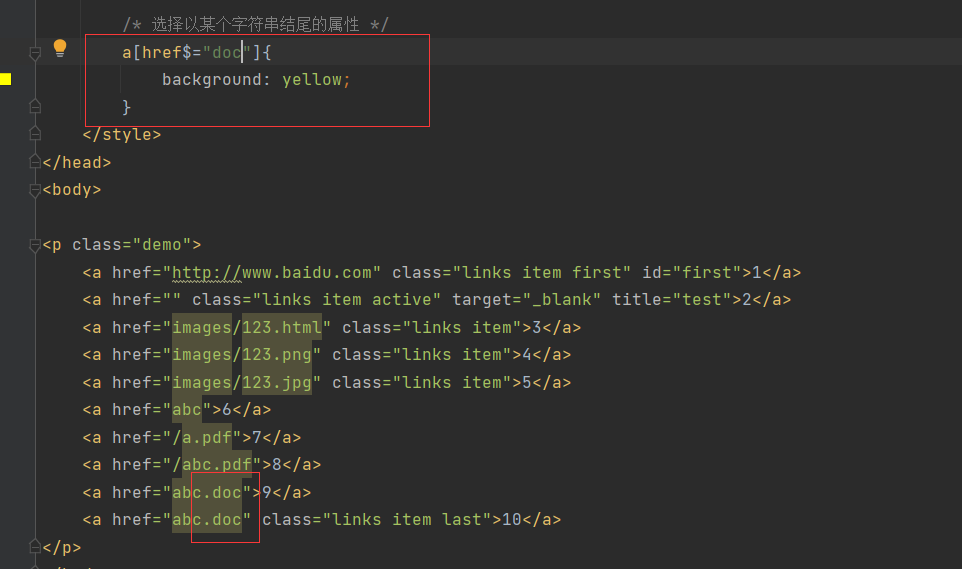 /* 选择以某个字符串结尾的属性 */
a[href$="doc"]{
background: yellow;
}
</style>
</head>
<body>
<p class="demo">
<a href="http://www.baidu.com" class="links item first" id="first">1</a>
<a href="" class="links item active" target="_blank" title="test">2</a>
<a href="images/123.html" class="links item">3</a>
<a href="images/123.png" class="links item">4</a>
<a href="images/123.jpg" class="links item">5</a>
<a href="abc">6</a>
<a href="/a.pdf">7</a>
<a href="/abc.pdf">8</a>
<a href="abc.doc">9</a>
<a href="abc.doc" class="links item last">10</a>
</p>